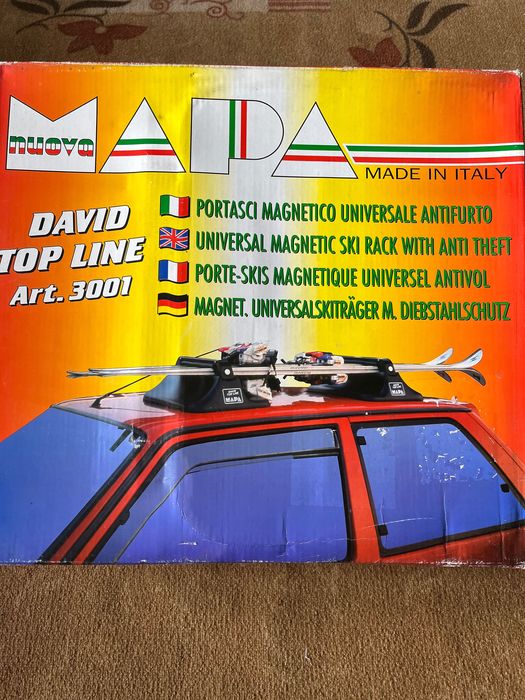 nuova
MAPA
MADE IN ITALY
DAVID
TOP LINE
Art. 3001
PORTASCI MAGNETICO UNIVERSALE ANTIFURTO
UNIVERSAL MAGNETIC SKI RACK WITH ANTI THEFT
PORTE-SKIS MAGNETIQUE UNIVERSEL ANTIVOL
MAGNET. UNIVERSALSKITRÄGER M. DIEBSTAHLSCHUTZ
MAPA
MAPA